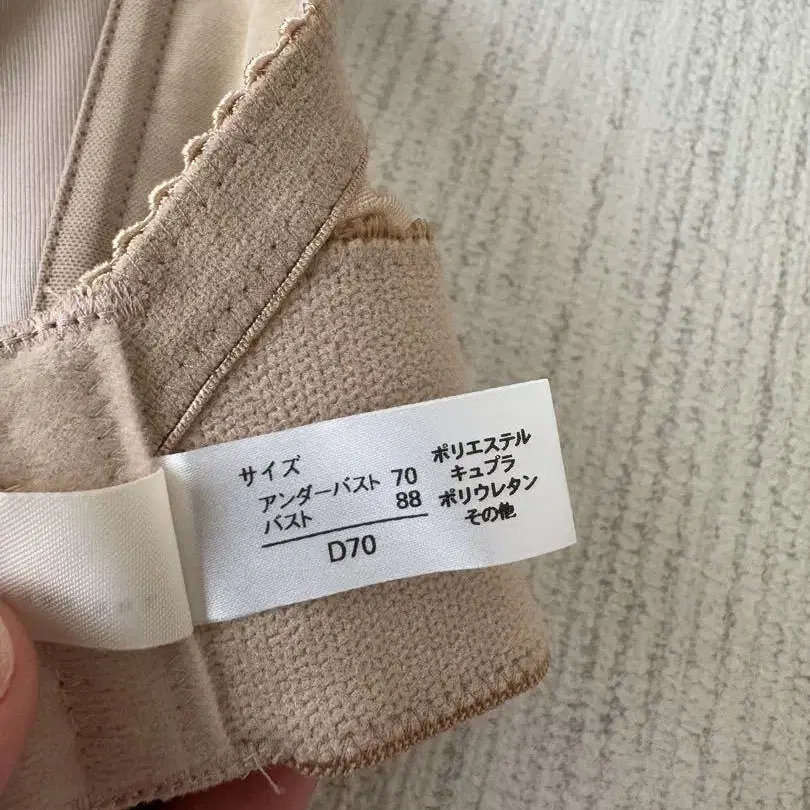 サイズ
アンダーバスト 70
バスト 88
D70
ポリエステル
キュプラ
ポリウレタン
その他